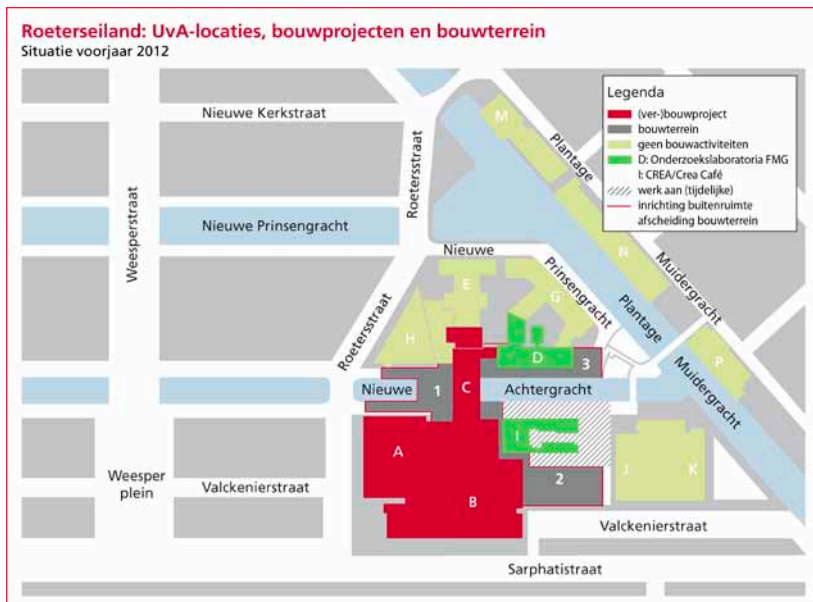 Roeterseiland: UvA-locaties, bouwprojecten en bouwterrein
Situatie voorjaar 2012
Legenda
(ver-)bouwproject
bouwterrein
geen bouwactiviteiten
D: Onderzoekslaboratoria FMG
I: CREA/Crea Café
werk aan (tijdelijke)
inrichting buitenruimte
afscheiding bouwterrein
Nieuwe Kerkstraat
Weesperstraat
Roetersstraat
Nieuwe Prinsengracht
M
Plantage
Muidergracht
N
Nieuwe
Prinsengracht
Plantage
Muidergracht
E
G
H
Roetersstraat
P
D
3
C
Nieuwe
1
Achtergracht
A
I
J
K
B
2
Weesper
plein
Valckenierstraat
Valckenierstraat
Sarphatistraat